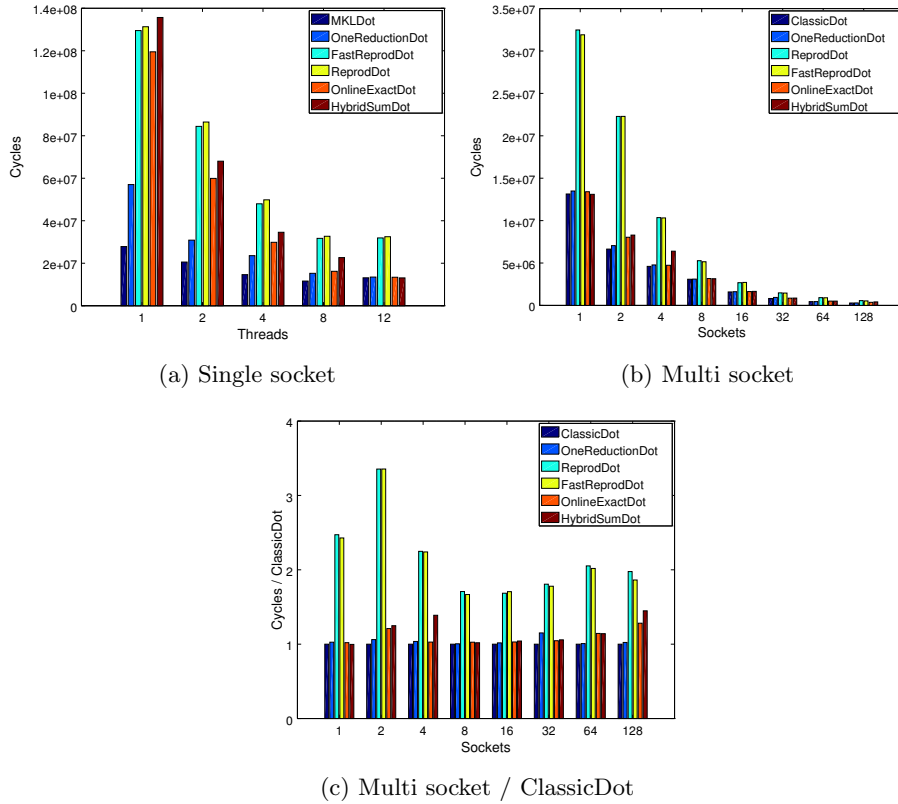 1.4e+08
1.2e+08
1e+08
8e+07
6e+07
4e+07
2e+07
0
Cycles
1 2 4 8 12
Threads
MKLDot
OneReductionDot
FastReprodDot
ReprodDot
OnlineExactDot
HybridSumDot
(a) Single socket
3.5e+07
3e+07
2.5e+07
2e+07
1.5e+07
1e+07
5e+06
0
Cycles
1 2 4 8 16 32 64 128
Sockets
ClassicDot
OneReductionDot
ReprodDot
FastReprodDot
OnlineExactDot
HybridSumDot
(b) Multi socket
4
3
2
1
0
Cycles / ClassicDot
1 2 4 8 16 32 64 128
Sockets
ClassicDot
OneReductionDot
ReprodDot
FastReprodDot
OnlineExactDot
HybridSumDot
(c) Multi socket / ClassicDot